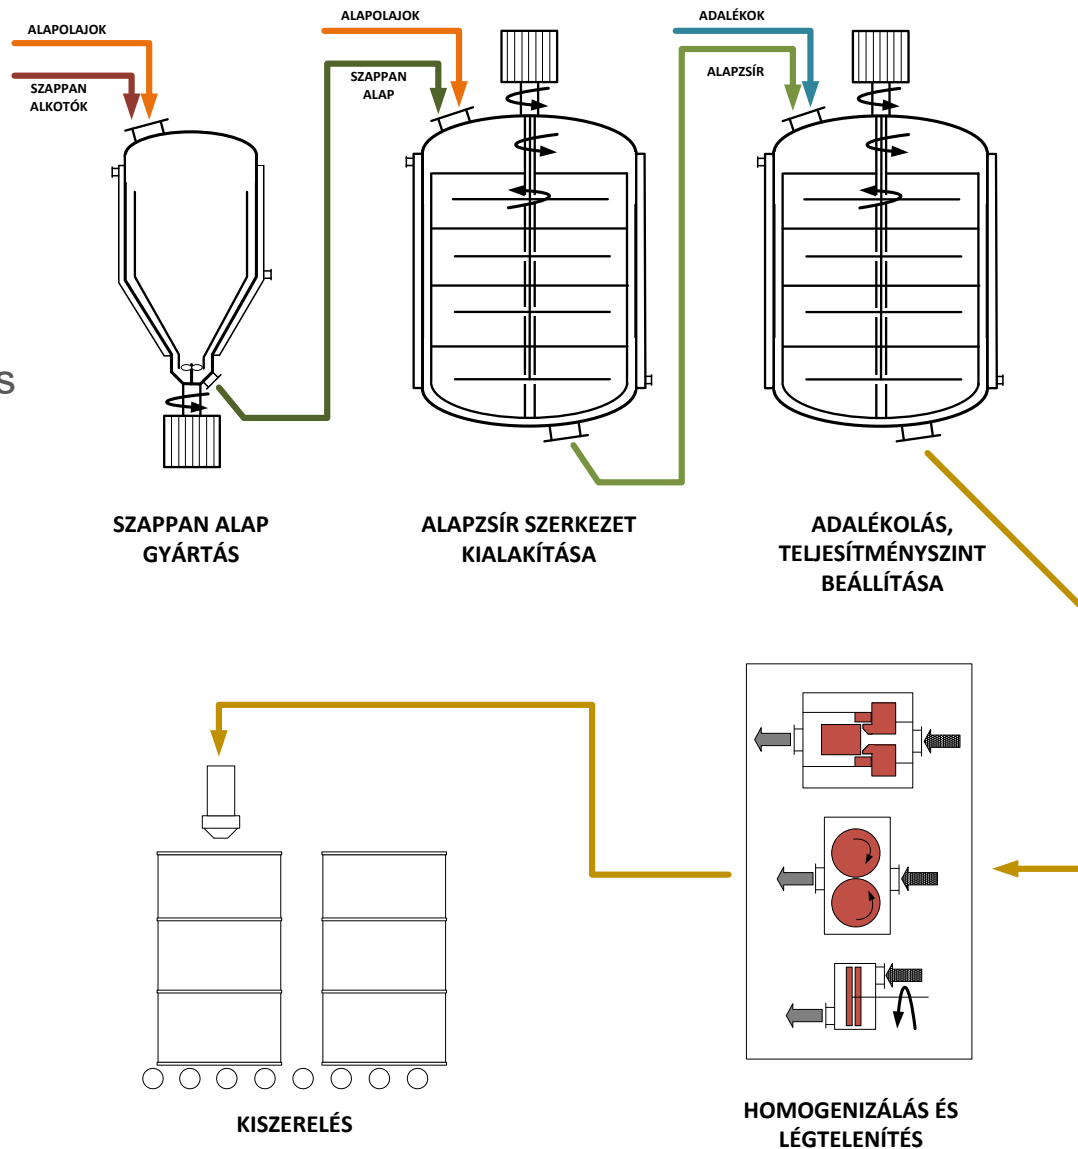 ALAPOLAJOK
SZAPPAN
ALKOTÓK
ALAPOLAJOK
SZAPPAN
ALAP
ADALÉKOK
ALAPZSÍR
S
SZAPPAN ALAP
GYÁRTÁS
ALAPZSÍR SZERKEZET
KIALAKÍTÁSA
ADALÉKOLÁS,
TELJESÍTMÉNYSZINT
BEÁLLÍTÁSA
KISZERELÉS
HOMOGENIZÁLÁS ÉS
LÉGTELENÍTÉS